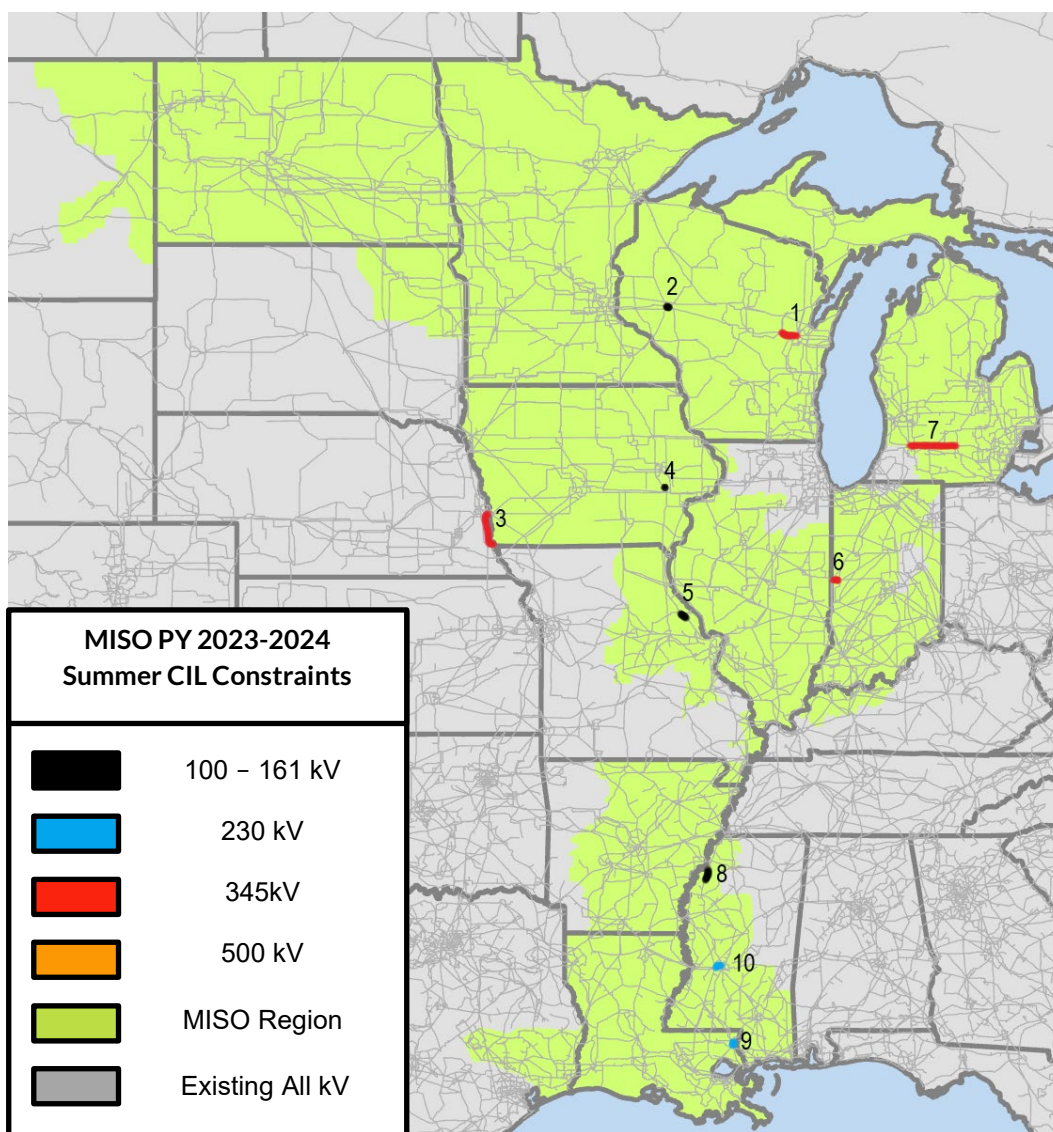 2
1
7
4
3
6
5
8
10
9
MISO PY 2023-2024
Summer CIL Constraints
100 – 161 kV
230 kV
345kV
500 kV
MISO Region
Existing All kV